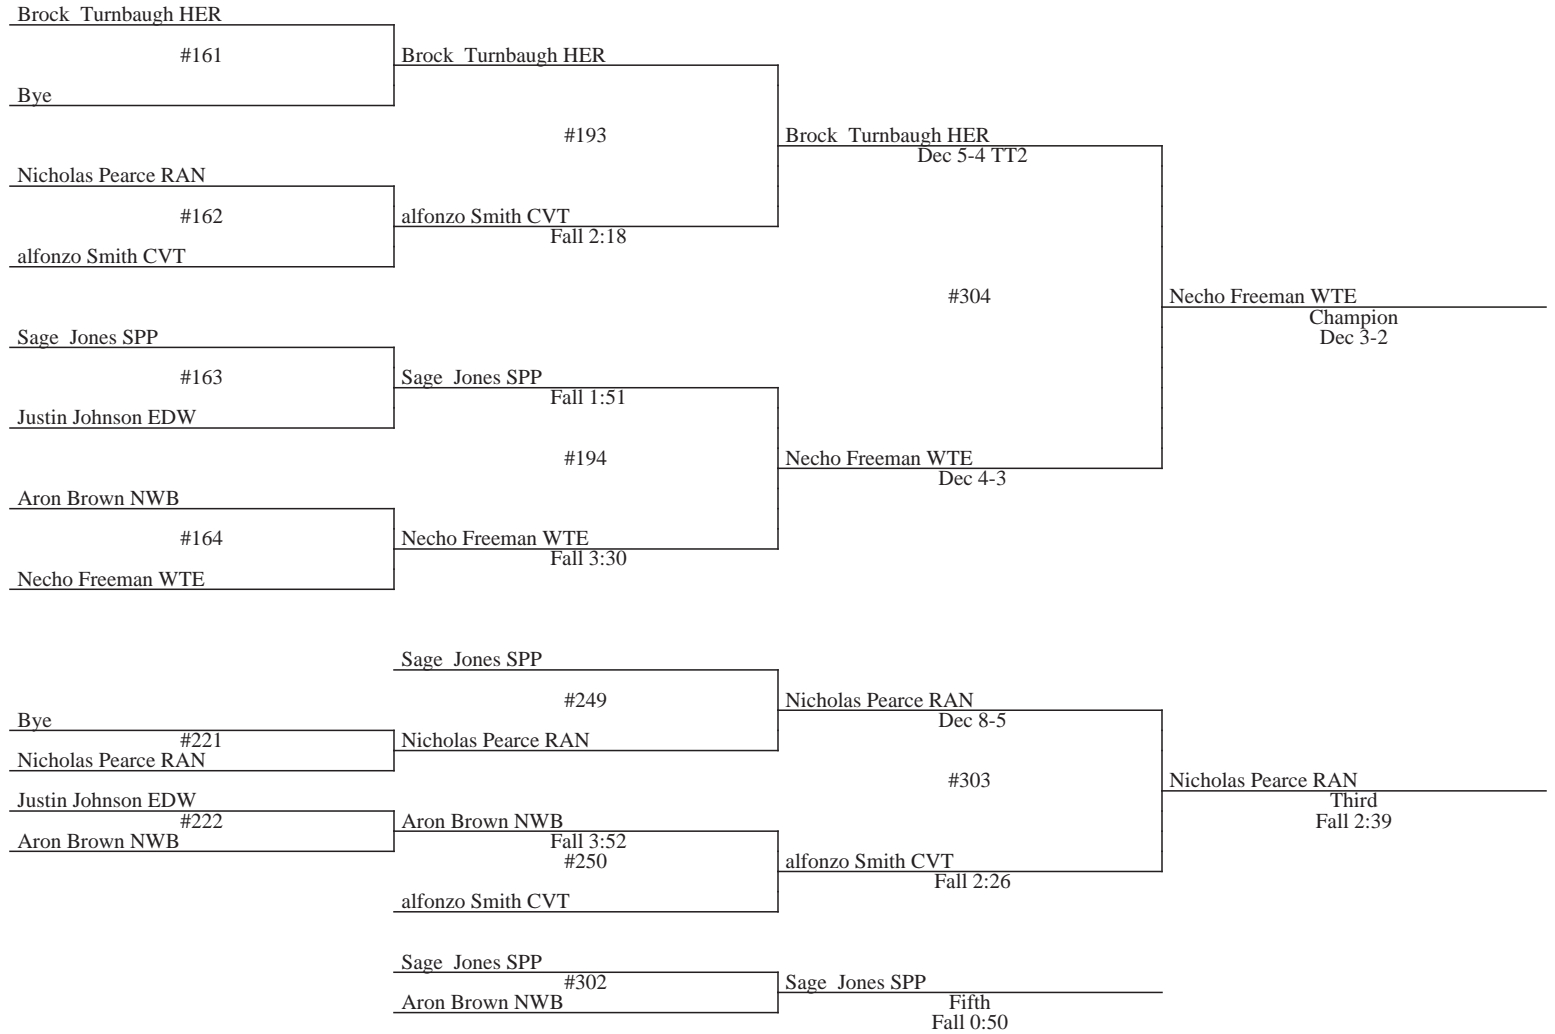 Brock  Turnbaugh HER
#161
Brock  Turnbaugh HER
Bye
#193
Brock  Turnbaugh HER
Dec 5-4 TT2
Nicholas Pearce RAN
#162
alfonzo Smith CVT
Fall 2:18
alfonzo Smith CVT
#304
Necho Freeman WTE
Champion
Dec 3-2
Sage  Jones SPP
#163
Sage  Jones SPP
Fall 1:51
Justin Johnson EDW
#194
Necho Freeman WTE
Dec 4-3
Aron Brown NWB
#164
Necho Freeman WTE
Fall 3:30
Necho Freeman WTE
Sage  Jones SPP
#249
Nicholas Pearce RAN
Dec 8-5
Bye
#221
Nicholas Pearce RAN
Nicholas Pearce RAN
#303
Nicholas Pearce RAN
Third
Fall 2:39
Justin Johnson EDW
#222
Aron Brown NWB
Fall 3:52
Aron Brown NWB
#250
alfonzo Smith CVT
Fall 2:26
alfonzo Smith CVT
Sage  Jones SPP
#302
Sage  Jones SPP
Fifth
Fall 0:50
Aron Brown NWB